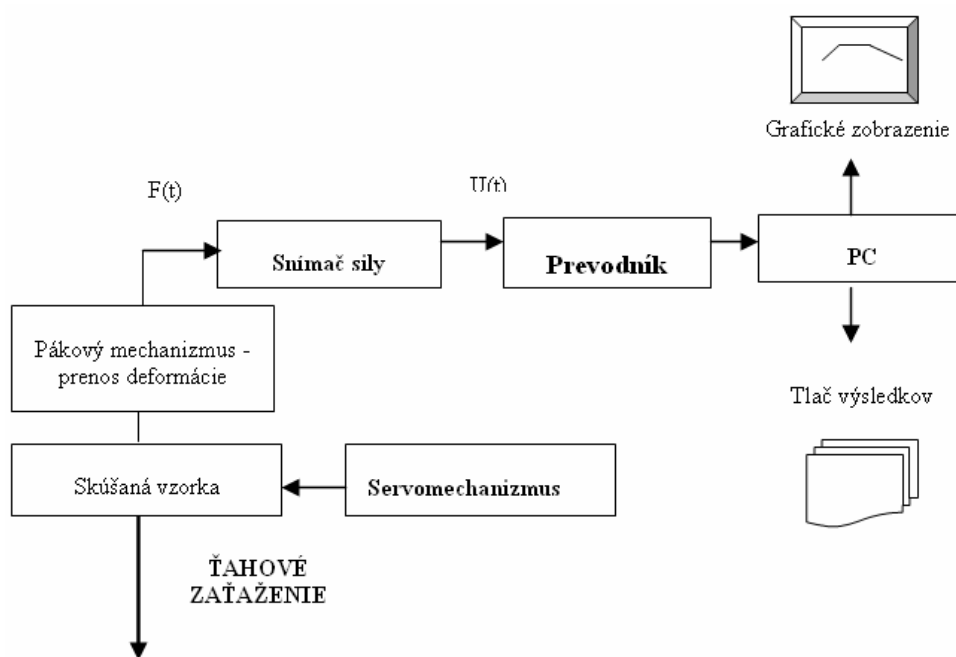 Grafické zobrazenie
F(t)
U(t)
Snímač sily
Prevodník
PC
Pákový mechanizmus -
prenos deformácie
Tlač výsledkov
Skúšaná vzorka
Servomechanizmus
ŤAHOVÉ
ZAŤAŽENIE